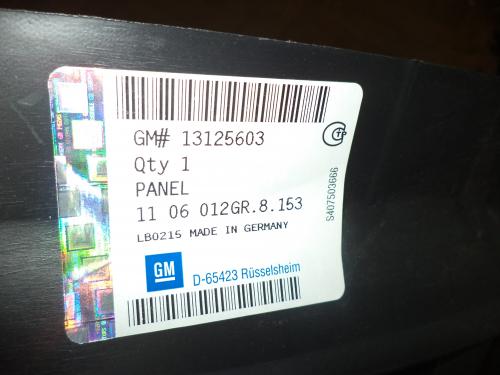 GM# 13125603
Qty 1
PANEL
11 06 012GR.8.153
LB0215 MADE IN GERMANY
GM
D-65423 Rüsselsheim
S407503666